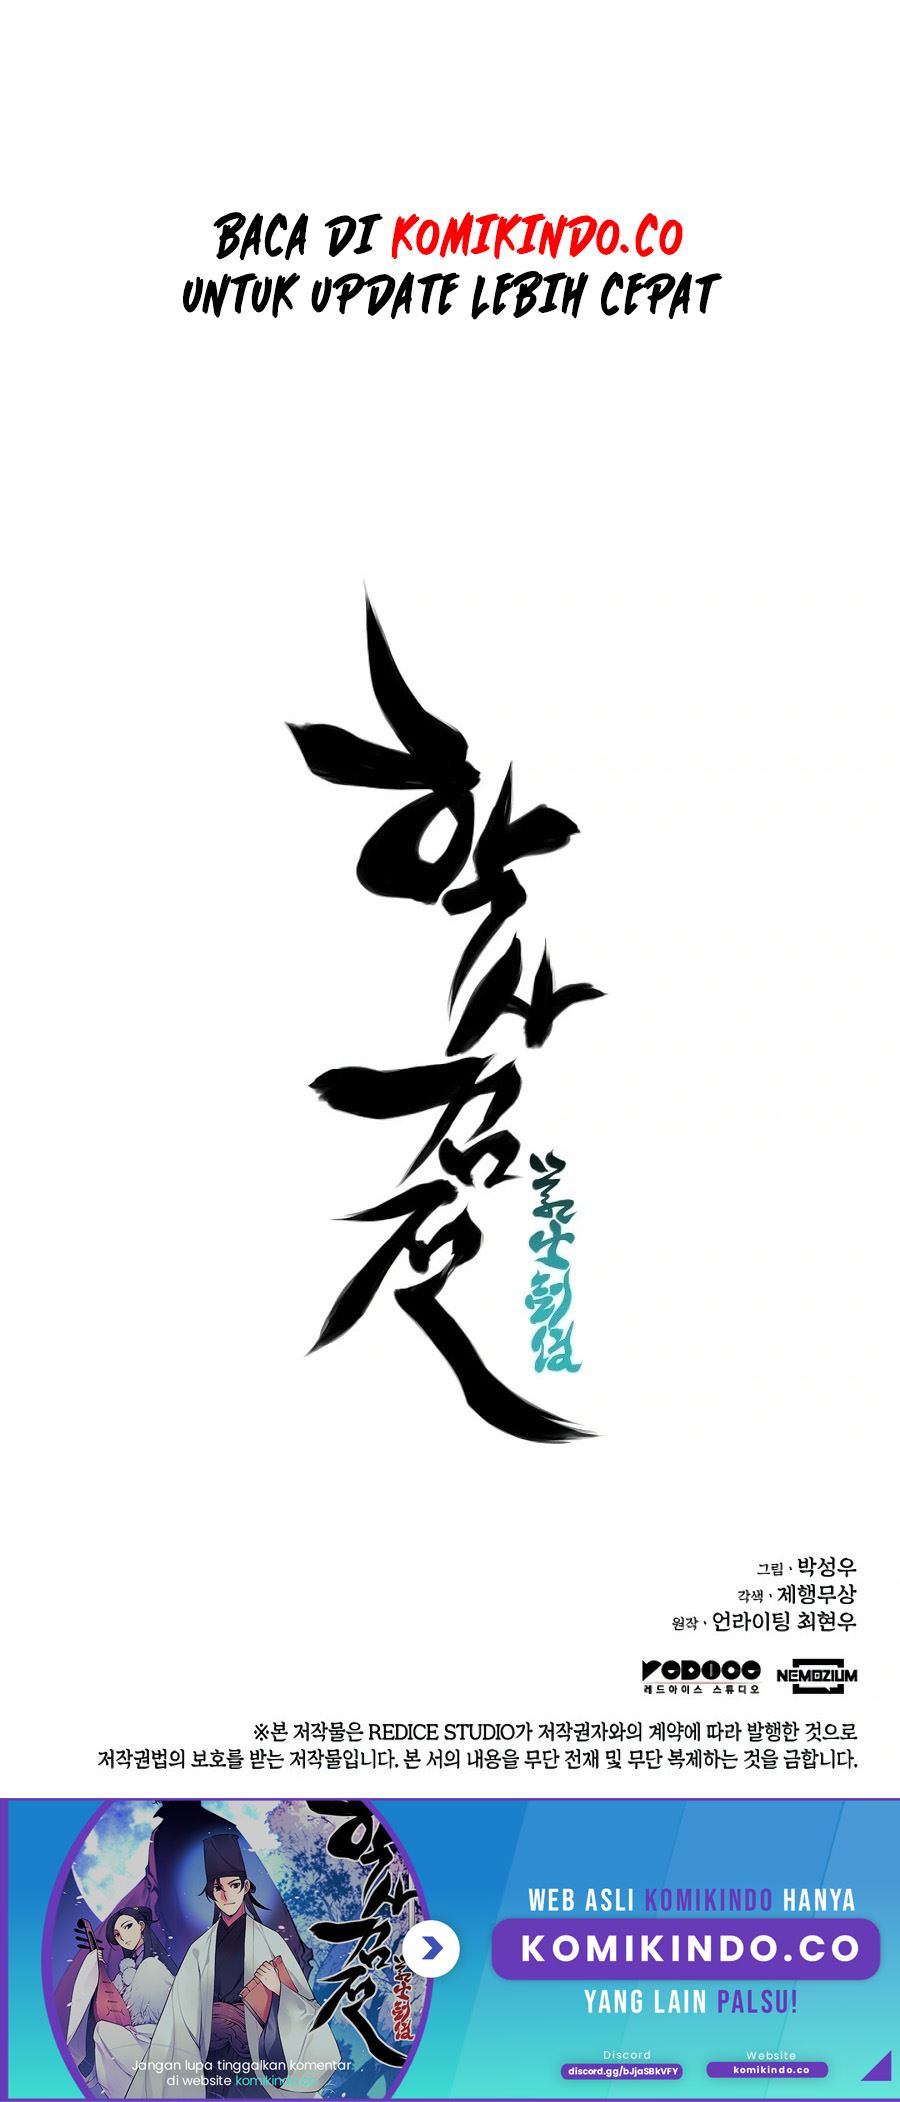 BACA DI KOMIKINDO.CO
UNTUK UPDATE LEBIH CEPAT
학사검전
그림 · 박성우
각색 · 제행무상
원작 · 언라이팅 최현우
REDICE
레드아이스 스튜디오
NEMOZIUM
※본 저작물은 REDICE STUDIO가 저작권자와의 계약에 따라 발행한 것으로
저작권법의 보호를 받는 저작물입니다. 본 서의 내용을 무단 전재 및 무단 복제하는 것을 금합니다.
학사검전
Jangan lupa tinggalkan komentar
di website komikindo.co
WEB ASLI KOMIKINDO HANYA
KOMIKINDO.CO
YANG LAIN PALSU!
Discord
discord.gg/bJjaSBkVFY
Website
komikindo.co